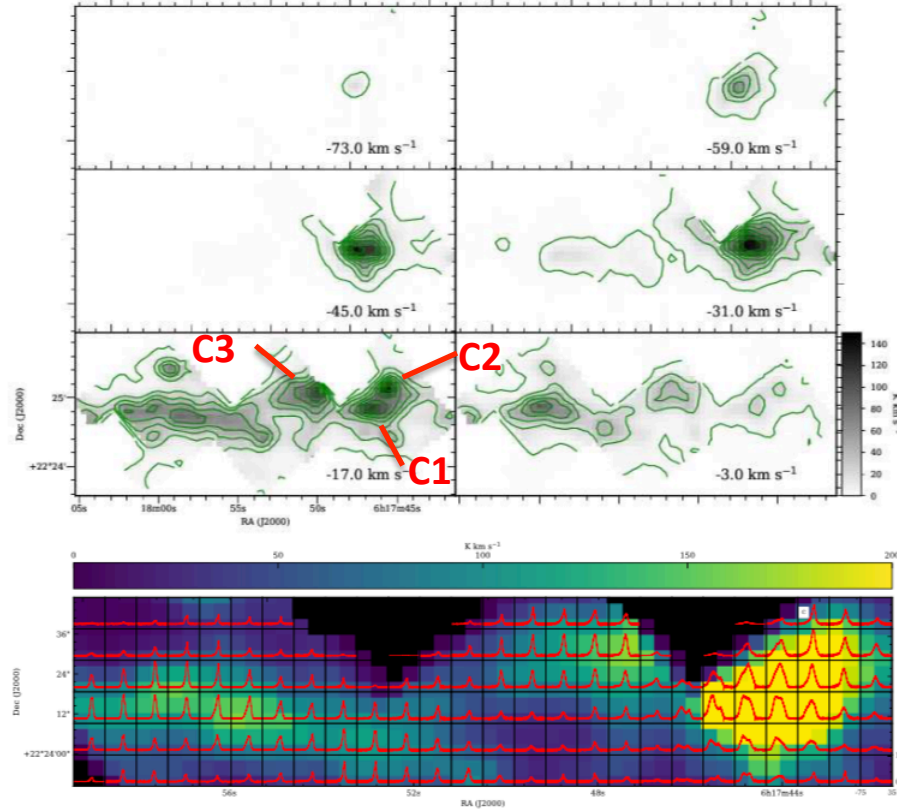 -73.0 km s⁻¹
-59.0 km s⁻¹
-45.0 km s⁻¹
-31.0 km s⁻¹
C3
C2
C1
-17.0 km s⁻¹
-3.0 km s⁻¹
140
120
100
80
60
40
20
0
Dec (J2000)
25'
+22°24'
05s 18m00s 55s 50s 6h17m45s
RA (J2000)
K km s⁻¹
0 50 100 150 200
Dec (J2000)
36"
24"
12"
+22°24'00"
56s 52s 48s 6h17m44s -75 35
RA (J2000)